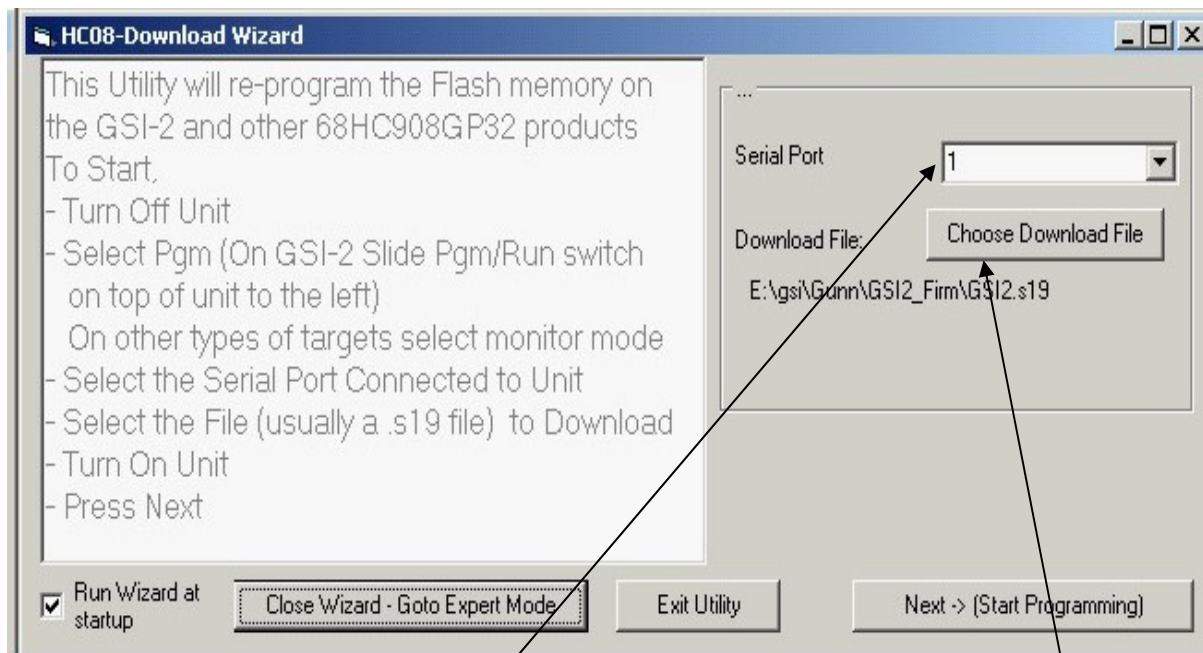 HC08-Download Wizard
This Utility will re-program the Flash memory on
the GSI-2 and other 68HC908GP32 products
To Start,
- Turn Off Unit
- Select Pgm (On GSI-2 Slide Pgm/Run switch
on top of unit to the left)
On other types of targets select monitor mode
- Select the Serial Port Connected to Unit
- Select the File (usually a .s19 file) to Download
- Turn On Unit
- Press Next
...
Serial Port
1
Download File:
Choose Download File
E:\gsi\Gunn\GSI2_Firm\GSI2.s19
Run Wizard at
startup
Close Wizard - Goto Expert Mode
Exit Utility
Next -> (Start Programming)